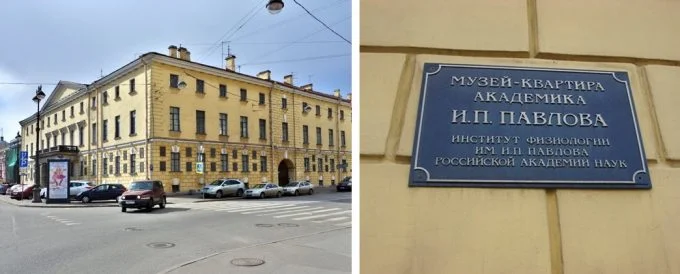 МУЗЕЙ-КВАРТИРА
АКАДЕМИКА
И.П. ПАВЛОВА
ИНСТИТУТ ФИЗИОЛОГИИ
ИМ. И.П. ПАВЛОВА
РОССИЙСКОЙ АКАДЕМИИ НАУК